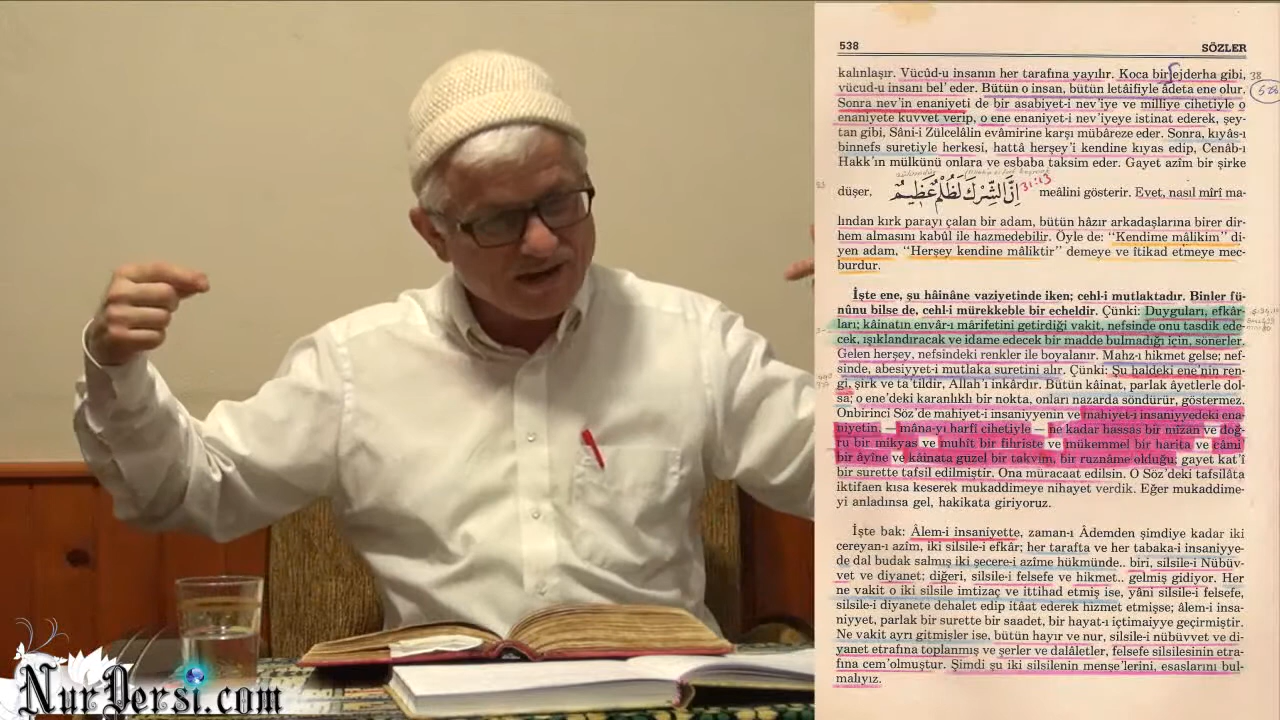 538 SÖZLER
kalınlaşır. Vücûd-u insanın her tarafına yayılır. Koca bir ejderha gibi,
vücud-u insanı bel' eder. Bütün o insan, bütün letâifiyle âdeta ene olur.
Sonra nev'in enaniyeti de bir asabiyet-i nev'iye ve milliye cihetiyle o
enaniyete kuvvet verip, o ene enaniyet-i nev'iyeye istinat ederek, şey-
tan gibi, Sâni-i Zülcelâlin evâmirine karşı mübâreze eder. Sonra, kıyâs-ı
binnefs suretiyle herkesi, hattâ herşey'i kendine kıyas edip, Cenâb-ı
Hakk'ın mülkünü onlara ve esbaba taksim eder. Gayet azîm bir şirke
düşer, اِنَّ الشِّرْكَ لَظُلْمٌ عَظِيمٌ 31:13 meâlini gösterir. Evet, nasıl mîrî ma-
lından kırk parayı çalan bir adam, bütün hâzır arkadaşlarına birer dir-
hem almasını kabûl ile hazmedebilir. Öyle de: "Kendime mâlikim" di-
yen adam, "Herşey kendine mâliktir" demeye ve îtikad etmeye mec-
burdur.
İşte ene, şu hâinâne vaziyetinde iken; cehl-i mutlaktadır. Binler fü-
nûnu bilse de, cehl-i mürekkeble bir echeldir. Çünki: Duyguları, efkâr-
ları; kâinatın envâr-ı mârifetini getirdiği vakit, nefsinde onu tasdik ede-
cek, ışıklandıracak ve idame edecek bir madde bulmadığı için, sönerler.
Gelen herşey, nefsindeki renkler ile boyalanır. Mahz-ı hikmet gelse; nef-
sinde, abesiyyet-i mutlaka suretini alır. Çünki: Şu haldeki ene'nin ren-
gi, şirk ve ta'tîldir, Allah'ı inkârdır. Bütün kâinat, parlak âyetlerle dol-
sa; o ene'deki karanlıklı bir nokta, onları nazarda söndürür, göstermez.
Onbirinci Söz'de mahiyet-i insaniyyenin ve mahiyet-i insaniyyedeki ena-
niyetin, — mâna-yı harfî cihetiyle — ne kadar hassas bir mîzan ve doğ-
ru bir mikyas ve muhît bir fihriste ve mükemmel bir harita ve câmi
bir âyîne ve kâinata güzel bir takvim, bir ruznâme olduğu; gayet kat'î
bir surette tafsil edilmiştir. Ona müracaat edilsin. O Söz'deki tafsilâta
iktifaen kısa keserek mukaddimeye nihayet verdik. Eğer mukaddime-
yi anladınsa gel, hakikata giriyoruz.
İşte bak: Âlem-i insaniyette, zaman-ı Âdemden şimdiye kadar iki
cereyan-ı azîm, iki silsile-i efkâr; her tarafta ve her tabaka-i insaniyye-
de dal budak salmış iki şecere-i azîme hükmünde.. biri, silsile-i Nübüv-
vet ve diyanet; diğeri, silsile-i felsefe ve hikmet.. gelmiş gidiyor. Her
ne vakit o iki silsile imtizaç ve ittihad etmiş ise, yâni silsile-i felsefe,
silsile-i diyanete dehalet edip itâat ederek hizmet etmişse; âlem-i insa-
niyyet, parlak bir surette bir saadet, bir hayat-ı içtimaiyye geçirmiştir.
Ne vakit ayrı gitmişler ise, bütün hayır ve nur, silsile-i nübüvvet ve di-
yanet etrafına toplanmış ve şerler ve dalâletler, felsefe silsilesinin etra-
fına cem'olmuştur. Şimdi şu iki silsilenin menşe'lerini, esaslarını bul-
malıyız.
38
NurDersi.com